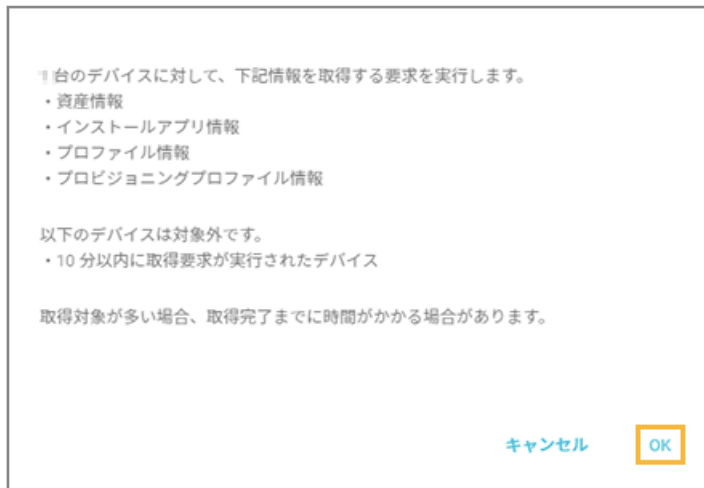 台のデバイスに対して、下記情報を取得する要求を実行します。
・資産情報
・インストールアプリ情報
・プロファイル情報
・プロビジョニングプロファイル情報
以下のデバイスは対象外です。
・10 分以内に取得要求が実行されたデバイス
取得対象が多い場合、取得完了までに時間がかかる場合があります。
キャンセル OK